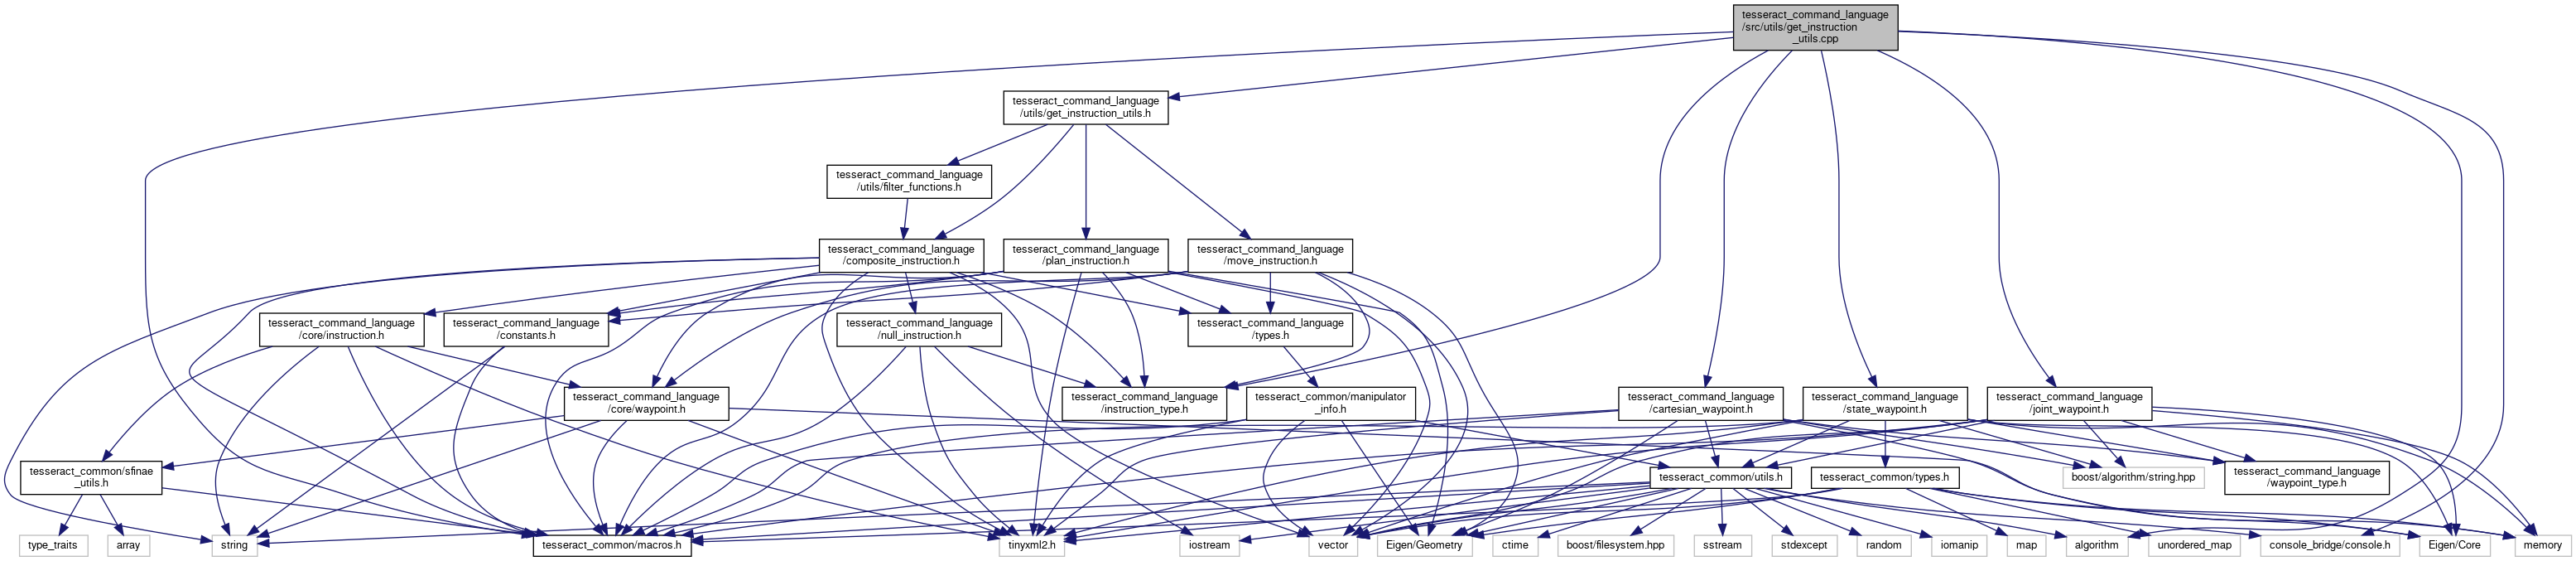 tesseract_command_language
/src/utils/get_instruction
_utils.cpp
tesseract_command_language
/utils/get_instruction_utils.h
tesseract_command_language
/utils/filter_functions.h
tesseract_command_language
/composite_instruction.h
tesseract_command_language
/plan_instruction.h
tesseract_command_language
/move_instruction.h
tesseract_command_language
/core/instruction.h
tesseract_command_language
/constants.h
tesseract_command_language
/null_instruction.h
tesseract_command_language
/types.h
tesseract_command_language
/core/waypoint.h
tesseract_command_language
/instruction_type.h
tesseract_common/manipulator
_info.h
tesseract_command_language
/cartesian_waypoint.h
tesseract_command_language
/state_waypoint.h
tesseract_command_language
/joint_waypoint.h
tesseract_common/sfinae
_utils.h
tesseract_common/utils.h
tesseract_common/types.h
boost/algorithm/string.hpp
tesseract_command_language
/waypoint_type.h
type_traits
array
string
tesseract_common/macros.h
tinyxml2.h
iostream
vector
Eigen/Geometry
ctime
boost/filesystem.hpp
sstream
stdexcept
random
iomanip
map
algorithm
unordered_map
console_bridge/console.h
Eigen/Core
memory